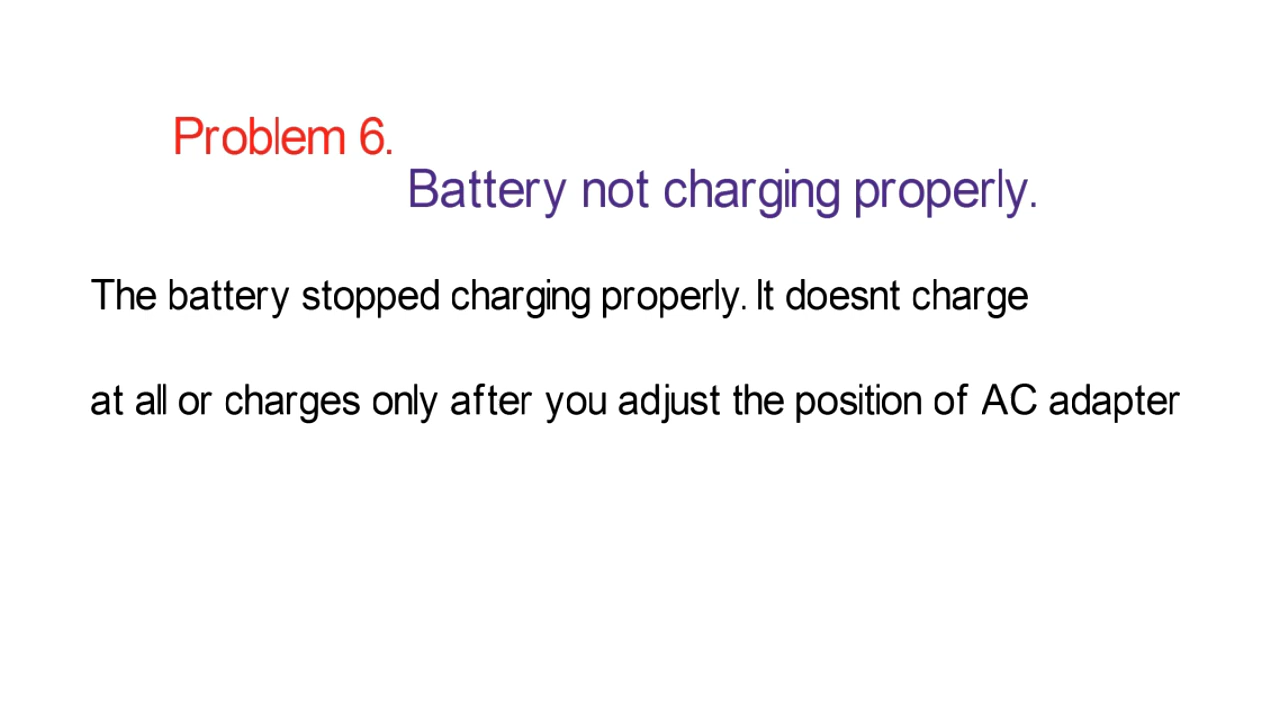 Problem 6.
Battery not charging properly.
The battery stopped charging properly. It doesnt charge
at all or charges only after you adjust the position of AC adapter